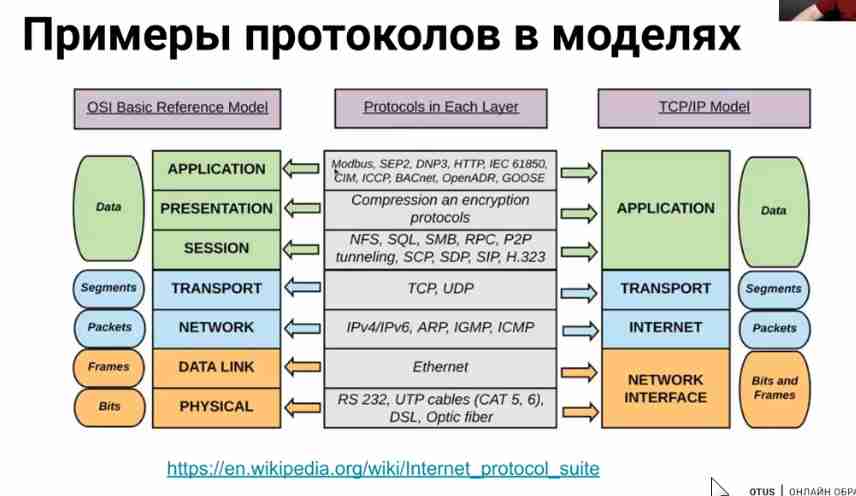 Примеры протоколов в моделях
OSI Basic Reference Model
Protocols in Each Layer
TCP/IP Model
Data
APPLICATION
Modbus, SEP2, DNP3, HTTP, IEC 61850,
CIM, ICCP, BACnet, OpenADR, GOOSE
PRESENTATION
Compression an encryption
protocols
SESSION
NFS, SQL, SMB, RPC, P2P
tunneling, SCP, SDP, SIP, H.323
APPLICATION
Data
Segments
TRANSPORT
TCP, UDP
TRANSPORT
Segments
Packets
NETWORK
IPv4/IPv6, ARP, IGMP, ICMP
INTERNET
Packets
Frames
DATA LINK
Ethernet
NETWORK
INTERFACE
Bits and
Frames
Bits
PHYSICAL
RS 232, UTP cables (CAT 5, 6),
DSL, Optic fiber
https://en.wikipedia.org/wiki/Internet_protocol_suite
OTUS | ОНЛАЙН ОБРА